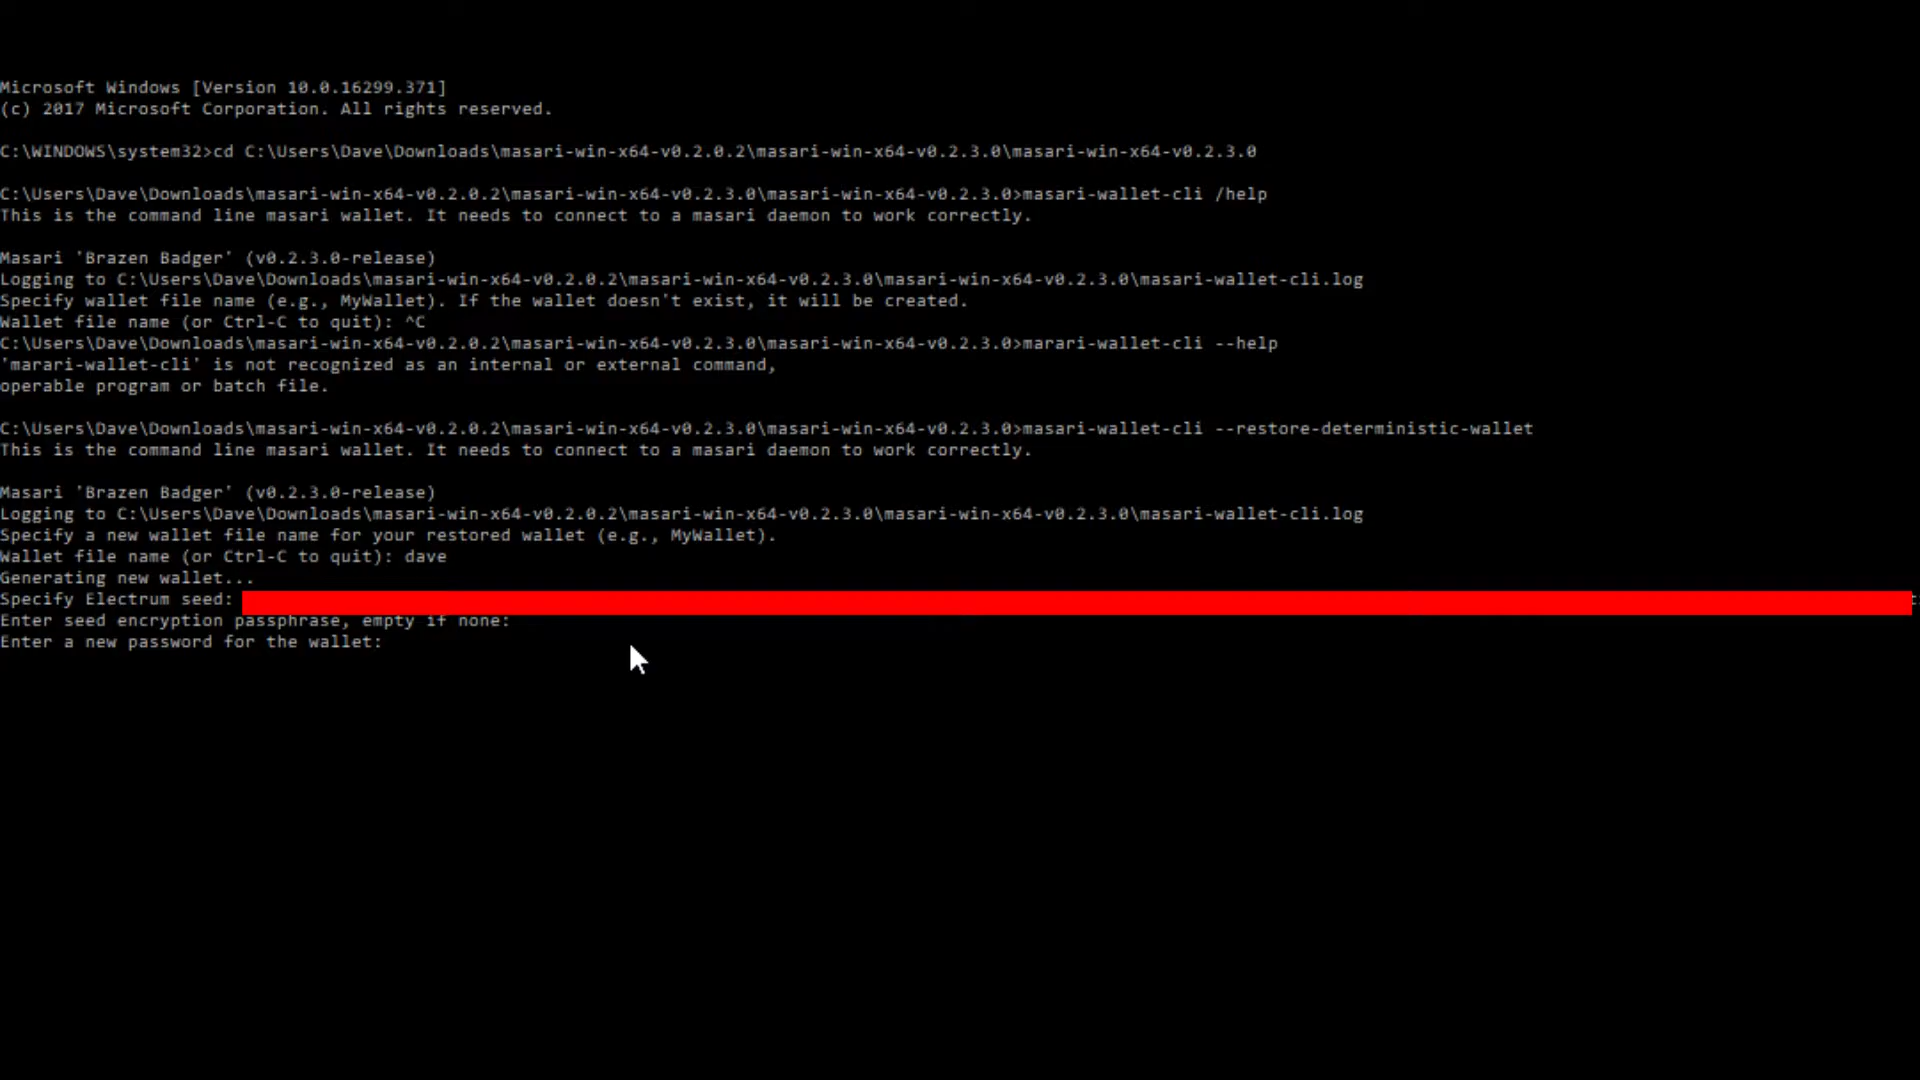 Microsoft Windows [Version 10.0.16299.371]
(c) 2017 Microsoft Corporation. All rights reserved.
C:\WINDOWS\system32>cd C:\Users\Dave\Downloads\masari-win-x64-v0.2.0.2\masari-win-x64-v0.2.3.0\masari-win-x64-v0.2.3.0
C:\Users\Dave\Downloads\masari-win-x64-v0.2.0.2\masari-win-x64-v0.2.3.0\masari-win-x64-v0.2.3.0>masari-wallet-cli /help
This is the command line masari wallet. It needs to connect to a masari daemon to work correctly.
Masari 'Brazen Badger' (v0.2.3.0-release)
Logging to C:\Users\Dave\Downloads\masari-win-x64-v0.2.0.2\masari-win-x64-v0.2.3.0\masari-win-x64-v0.2.3.0\masari-wallet-cli.log
Specify wallet file name (e.g., MyWallet). If the wallet doesn't exist, it will be created.
Wallet file name (or Ctrl-C to quit): ^C
C:\Users\Dave\Downloads\masari-win-x64-v0.2.0.2\masari-win-x64-v0.2.3.0\masari-win-x64-v0.2.3.0>marari-wallet-cli --help
'marari-wallet-cli' is not recognized as an internal or external command,
operable program or batch file.
C:\Users\Dave\Downloads\masari-win-x64-v0.2.0.2\masari-win-x64-v0.2.3.0\masari-win-x64-v0.2.3.0>masari-wallet-cli --restore-deterministic-wallet
This is the command line masari wallet. It needs to connect to a masari daemon to work correctly.
Masari 'Brazen Badger' (v0.2.3.0-release)
Logging to C:\Users\Dave\Downloads\masari-win-x64-v0.2.0.2\masari-win-x64-v0.2.3.0\masari-win-x64-v0.2.3.0\masari-wallet-cli.log
Specify a new wallet file name for your restored wallet (e.g., MyWallet).
Wallet file name (or Ctrl-C to quit): dave
Generating new wallet...
Specify Electrum seed:
Enter seed encryption passphrase, empty if none:
Enter a new password for the wallet: